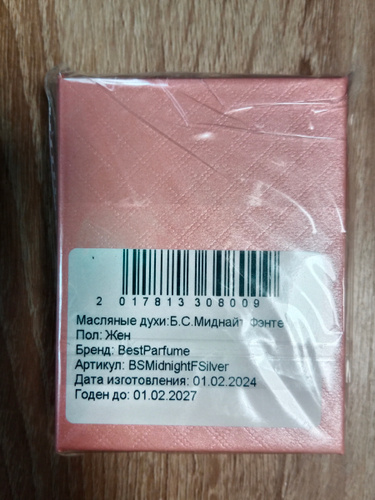 2 017813 308009
Масляные духи:Б.С.Миднайт Фэнте
Пол: Жен
Бренд: BestParfume
Артикул: BSMidnightFSilver
Дата изготовления: 01.02.2024
Годен до: 01.02.2027